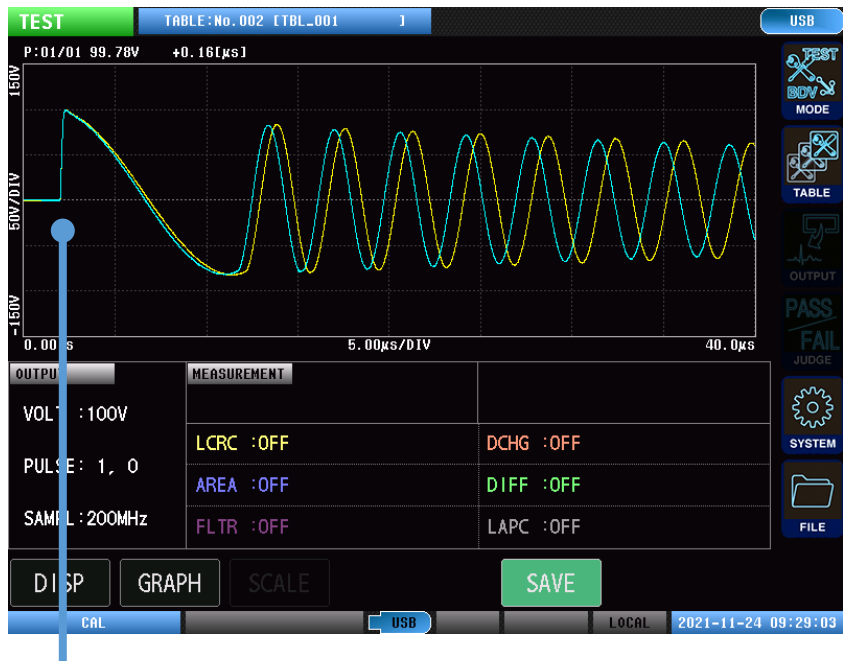 TEST
TABLE:No.002 [TBL_001 ]
USB
P:01/01 99.78V +0.16[µs]
150V
50V/DIV
-150V
0.00 s
5.00µs/DIV
40.0µs
TEST
BDV
MODE
TABLE
OUTPUT
PASS
FAIL
JUDGE
SYSTEM
FILE
OUTPU
MEASUREMENT
VOLT :100V
PULSE: 1, 0
SAMPL:200MHz
LCRC :OFF
DCHG :OFF
AREA :OFF
DIFF :OFF
FLTR :OFF
LAPC :OFF
DISP
GRAPH
SCALE
SAVE
CAL
USB
LOCAL
2021-11-24 09:29:03